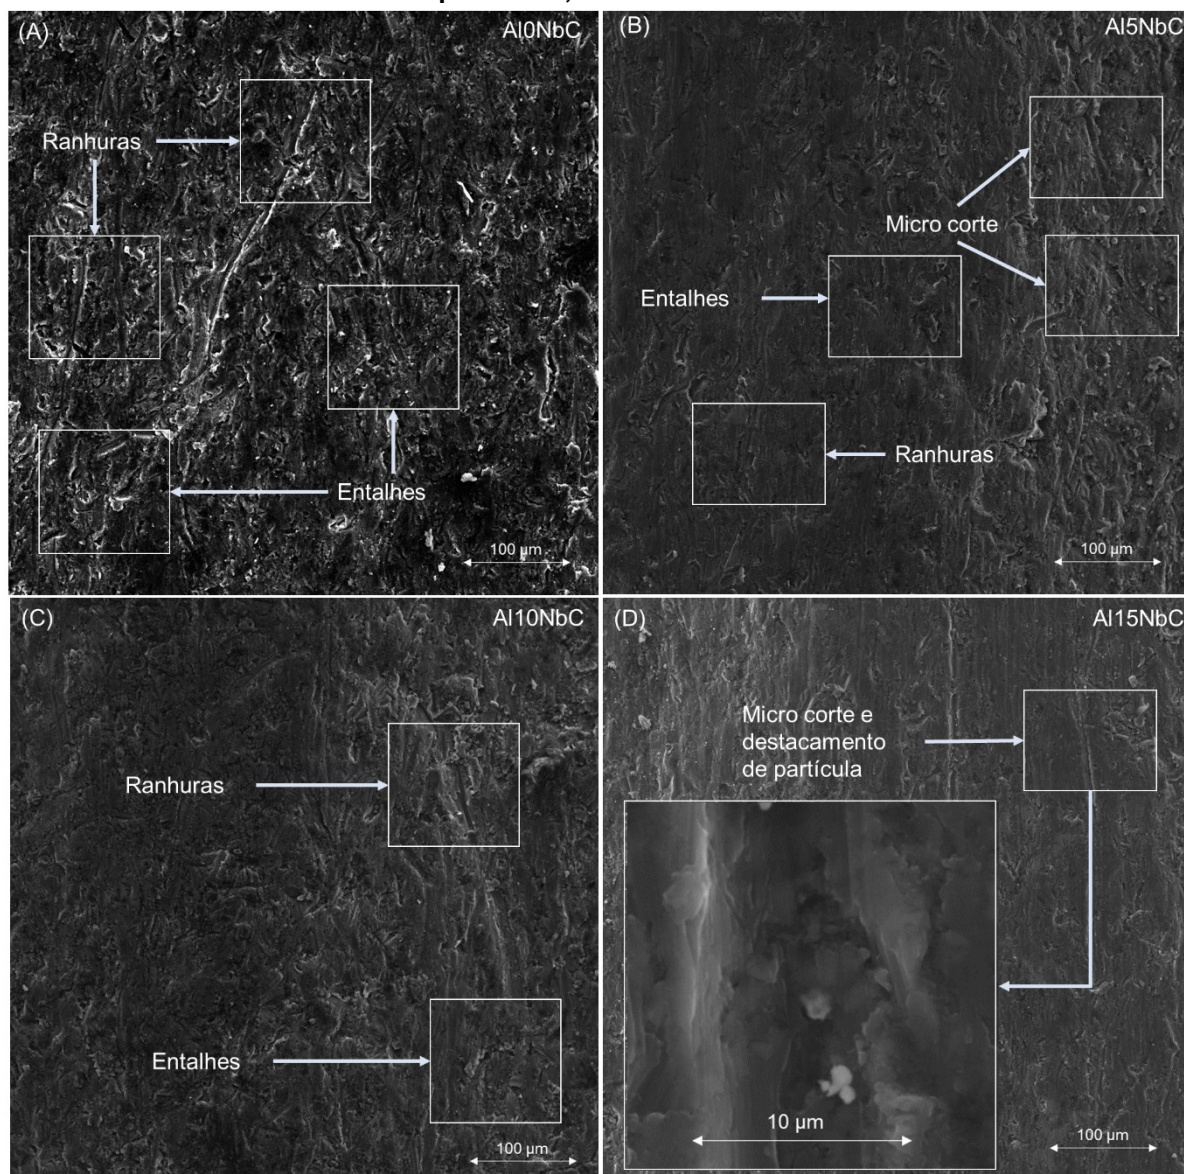 (A)
Al0NbC
Ranhuras
Entalhes
100 µm
(B)
Al5NbC
Micro corte
Entalhes
Ranhuras
100 µm
(C)
Al10NbC
Ranhuras
Entalhes
100 µm
(D)
Al15NbC
Micro corte e
destacamento
de partícula
10 µm
100 µm